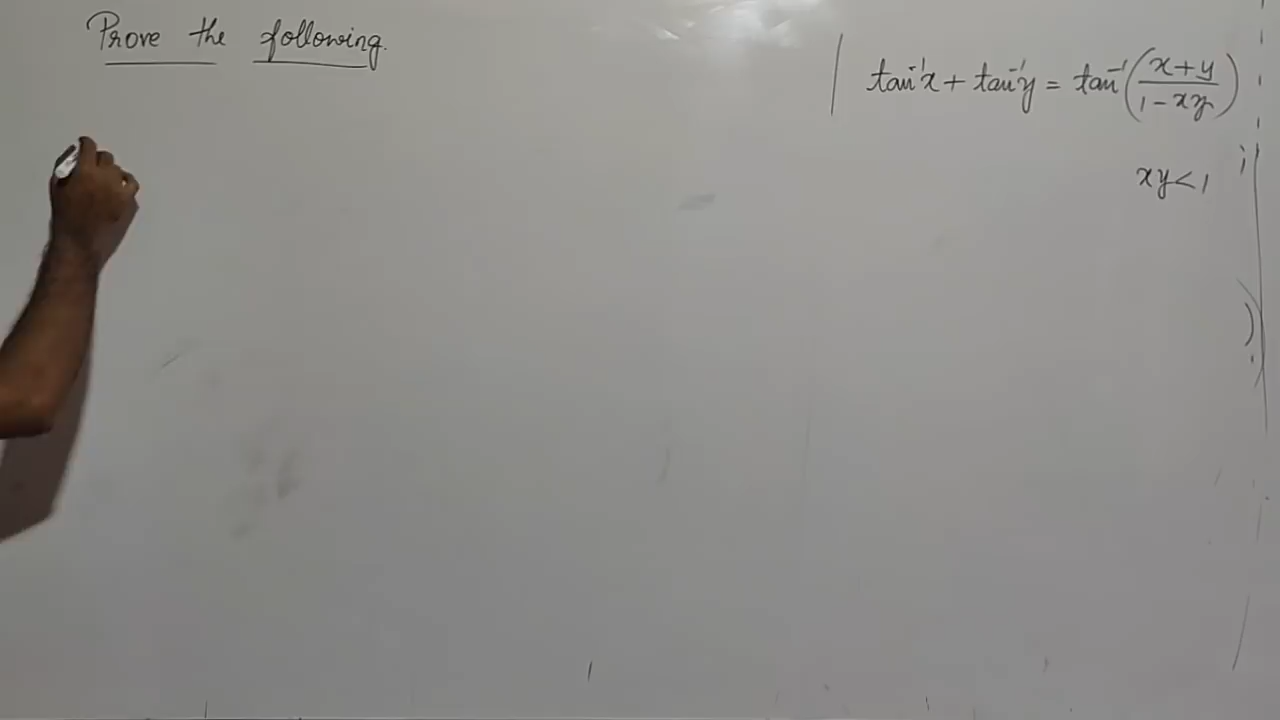 Prove the following.
tan⁻¹x + tan⁻¹y = tan⁻¹((x+y)/(1-xy))
xy < 1 ;